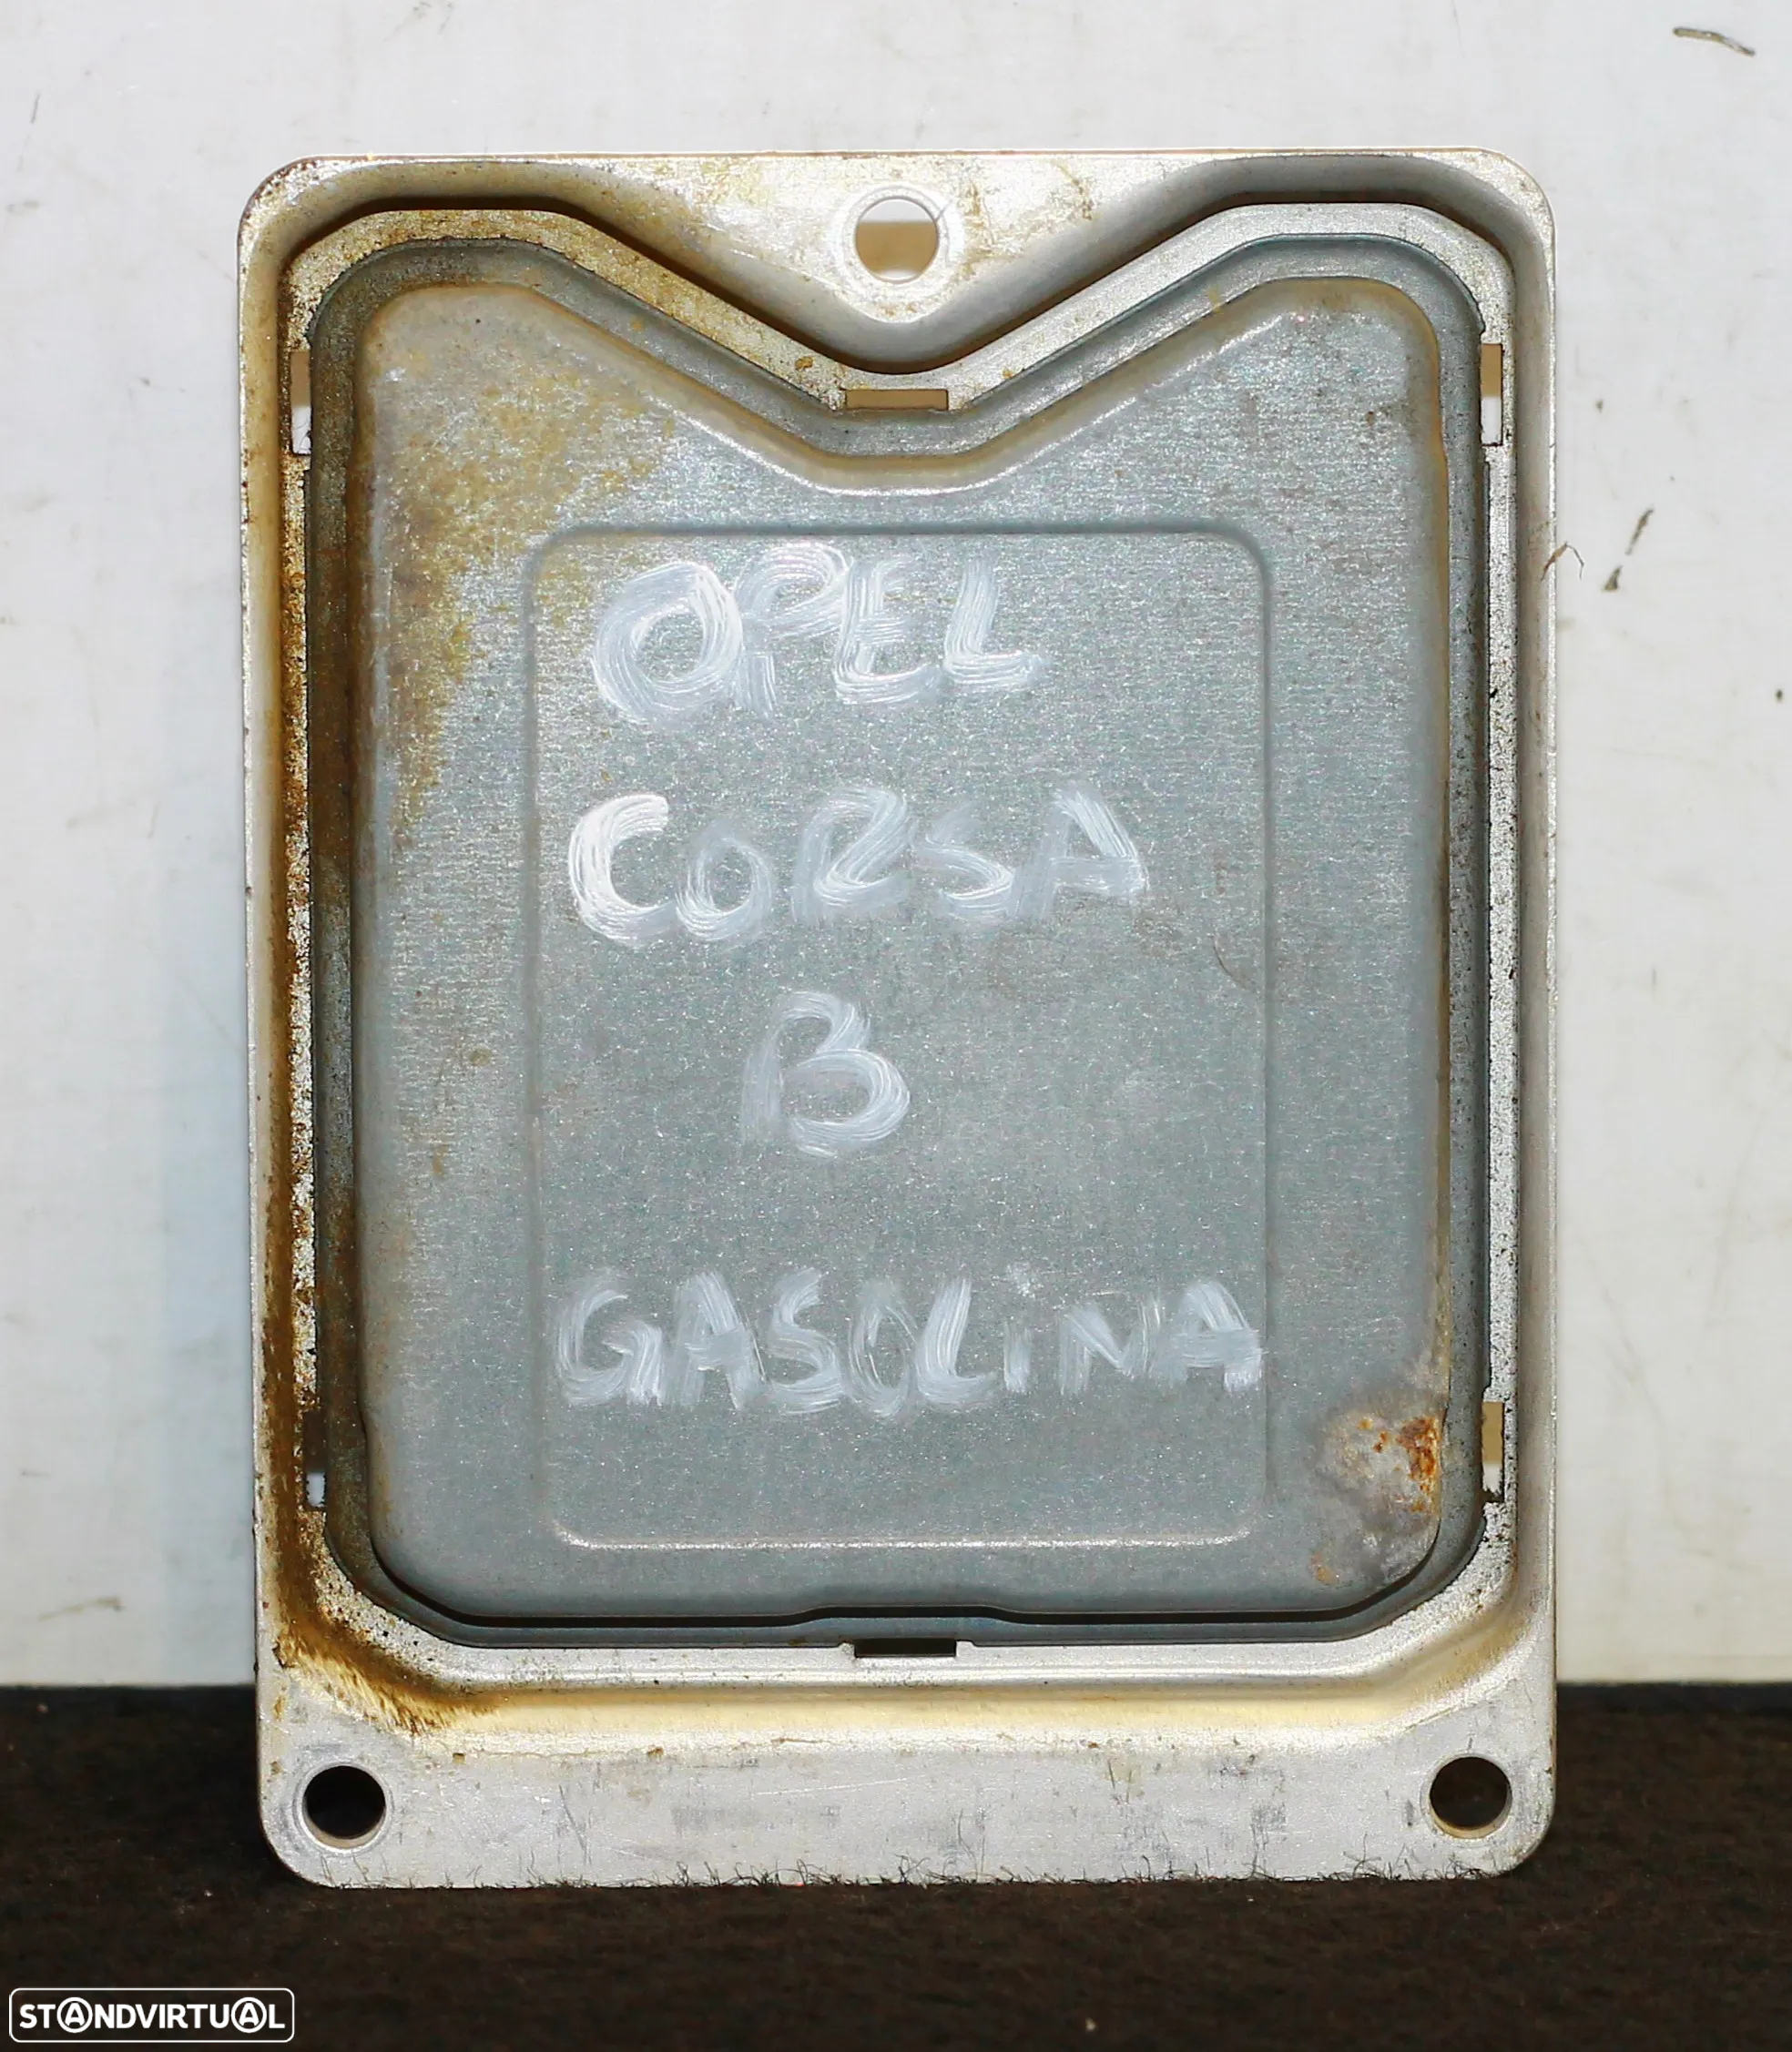 OPEL
CORSA
B
GASOLiNA
STANDVIRTUAL